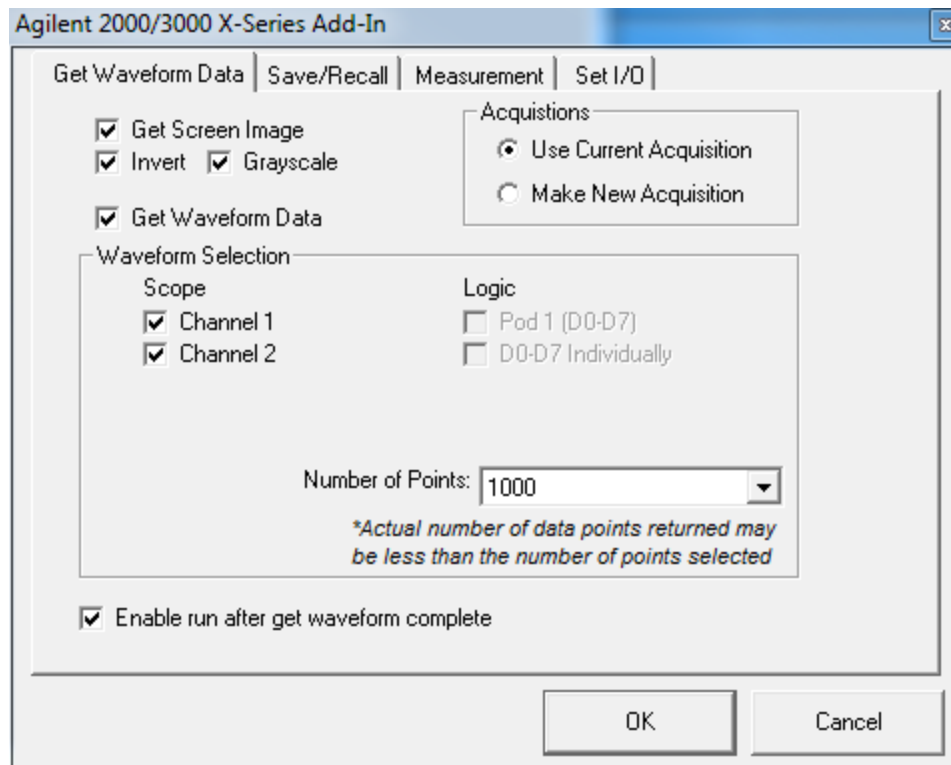 Agilent 2000/3000 X-Series Add-In
Get Waveform Data Save/Recall Measurement Set I/O
Get Screen Image
Invert Grayscale
Get Waveform Data
Acquistions
Use Current Acquisition
Make New Acquisition
Waveform Selection
Scope
Channel 1
Channel 2
Logic
Pod 1 (D0-D7)
D0-D7 Individually
Number of Points: 1000
*Actual number of data points returned may
be less than the number of points selected
Enable run after get waveform complete
OK Cancel